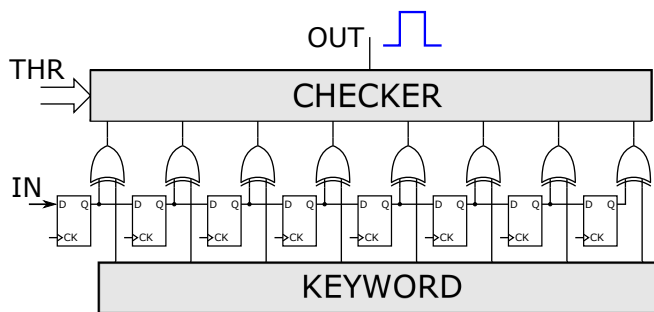 OUT
THR
CHECKER
IN
D Q D Q D Q D Q D Q D Q D Q D Q
CK CK CK CK CK CK CK CK
KEYWORD